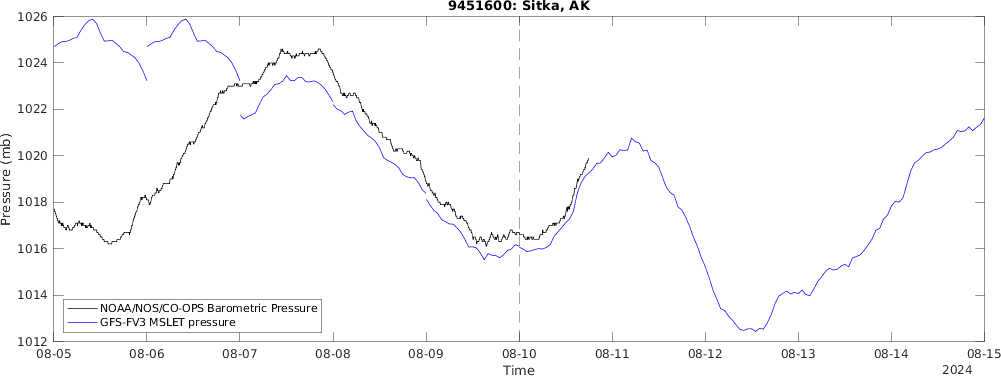 9451600: Sitka, AK
Pressure (mb)
1026
1024
1022
1020
1018
1016
1014
1012
NOAA/NOS/CO-OPS Barometric Pressure
GFS-FV3 MSLET pressure
08-05 08-06 08-07 08-08 08-09 08-10 08-11 08-12 08-13 08-14 08-15
Time
2024